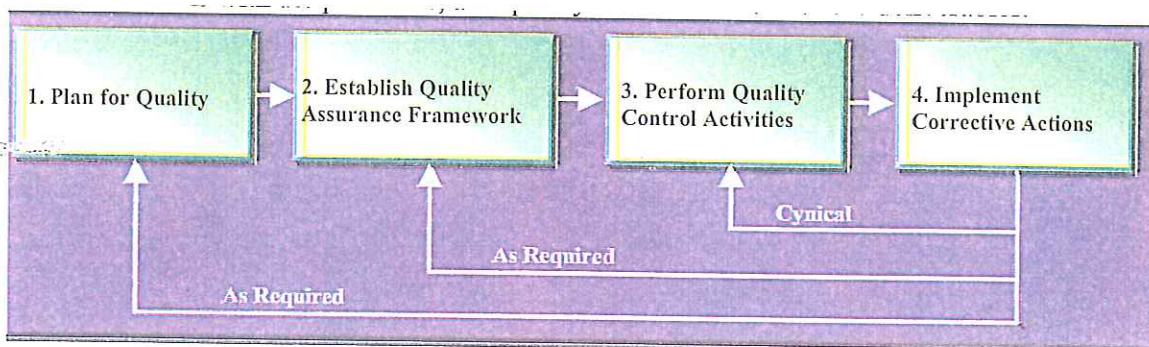 1. Plan for Quality
2. Establish Quality
Assurance Framework
3. Perform Quality
Control Activities
4. Implement
Corrective Actions
Cynical
As Required
As Required